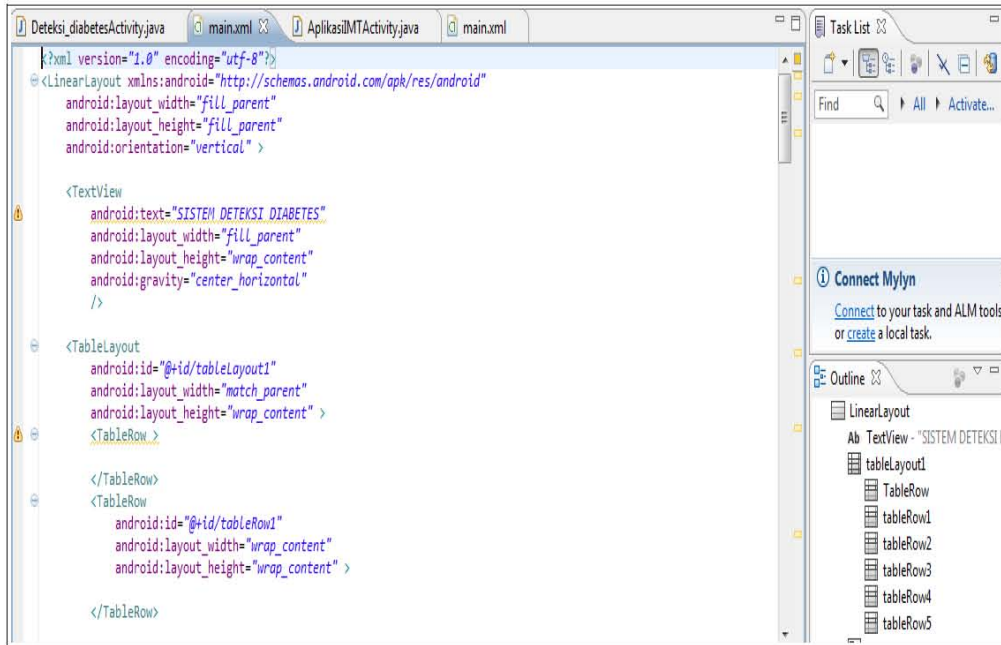 Deteksi_diabetesActivity.java
main.xml
AplikasiIMTActivity.java
main.xml
<?xml version="1.0" encoding="utf-8"?>
<LinearLayout xmlns:android="http://schemas.android.com/apk/res/android"
android:layout_width="fill_parent"
android:layout_height="fill_parent"
android:orientation="vertical" >
<TextView
android:text="SISTEM DETEKSI DIABETES"
android:layout_width="fill_parent"
android:layout_height="wrap_content"
android:gravity="center_horizontal"
/>
<TableLayout
android:id="@+id/tableLayout1"
android:layout_width="match_parent"
android:layout_height="wrap_content" >
<TableRow >
</TableRow>
<TableRow
android:id="@+id/tableRow1"
android:layout_width="wrap_content"
android:layout_height="wrap_content" >
</TableRow>
Task List
Find
All
Activate...
Connect Mylyn
Connect to your task and ALM tools
or create a local task.
Outline
LinearLayout
Ab TextView - "SISTEM DETEKSI
tableLayout1
TableRow
tableRow1
tableRow2
tableRow3
tableRow4
tableRow5